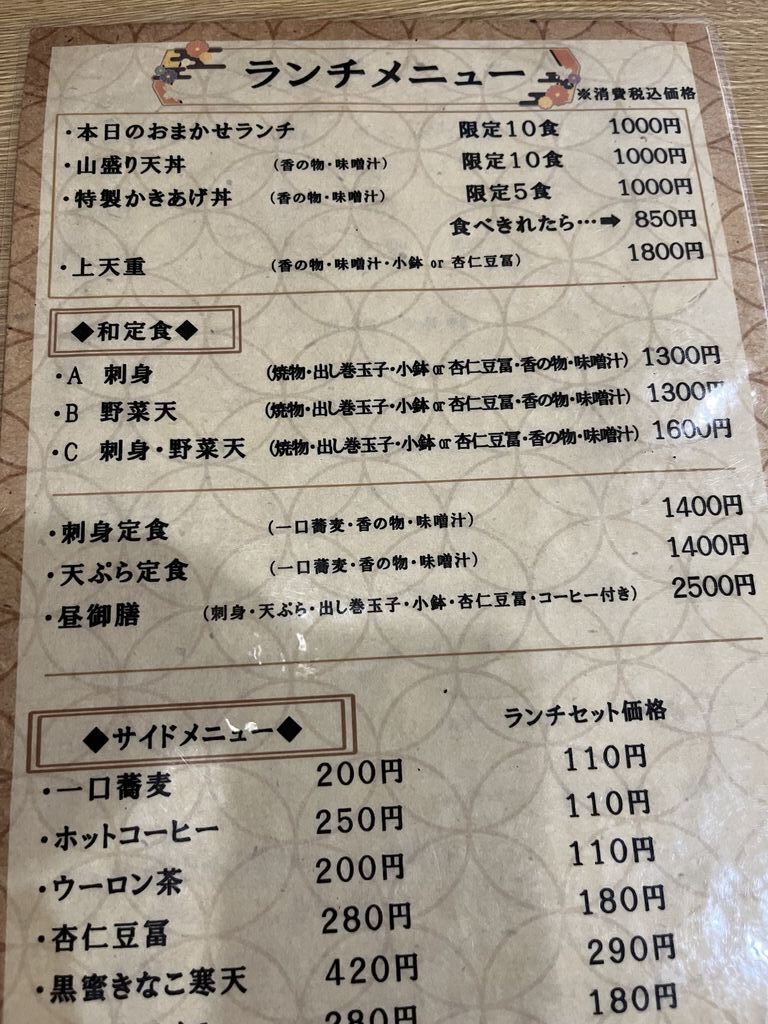 ランチメニュー
※消費税込価格
・本日のおまかせランチ 限定10食 1000円
・山盛り天丼 (香の物・味噌汁) 限定10食 1000円
・特製かきあげ丼 (香の物・味噌汁) 限定5食 1000円
食べきれたら…➡ 850円
・上天重 (香の物・味噌汁・小鉢 or 杏仁豆冨) 1800円
◆和定食◆
・A 刺身 (焼物・出し巻玉子・小鉢 or 杏仁豆冨・香の物・味噌汁) 1300円
・B 野菜天 (焼物・出し巻玉子・小鉢 or 杏仁豆冨・香の物・味噌汁) 1300円
・C 刺身・野菜天 (焼物・出し巻玉子・小鉢 or 杏仁豆冨・香の物・味噌汁) 1600円
・刺身定食 (一口蕎麦・香の物・味噌汁) 1400円
・天ぷら定食 (一口蕎麦・香の物・味噌汁) 1400円
・昼御膳 (刺身・天ぷら・出し巻玉子・小鉢・杏仁豆冨・コーヒー付き) 2500円
◆サイドメニュー◆ ランチセット価格
・一口蕎麦 200円 110円
・ホットコーヒー 250円 110円
・ウーロン茶 200円 110円
・杏仁豆冨 280円 180円
・黒蜜きなこ寒天 420円 290円
280円 180円